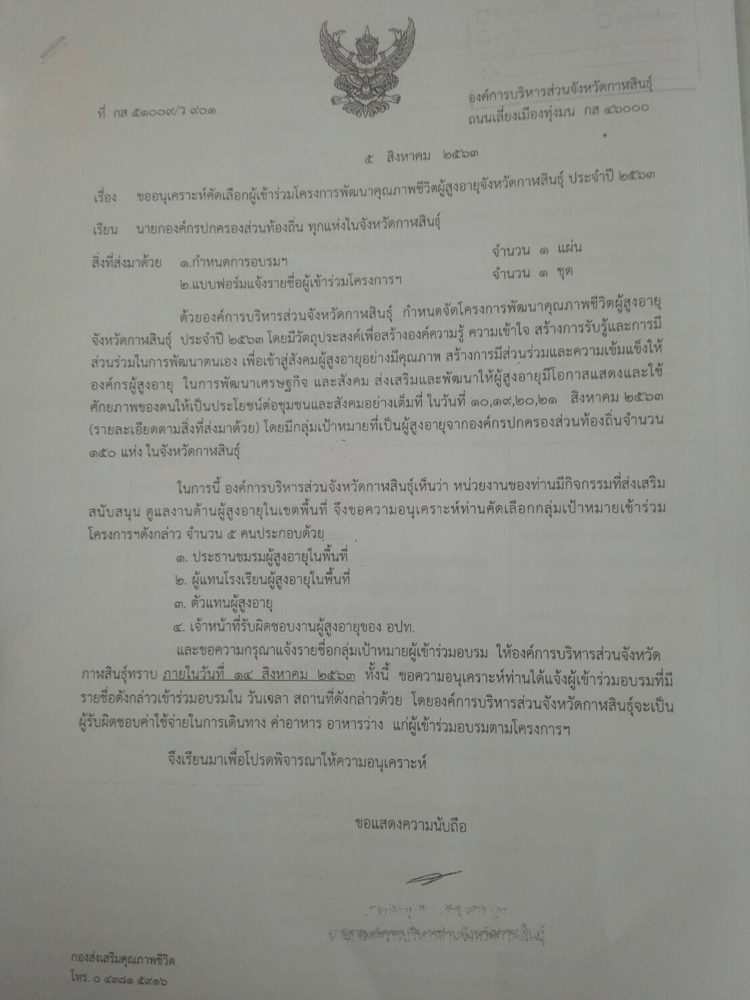 ที่ กส ๕๑๐๐๙/ว ๙๐๑
องค์การบริหารส่วนจังหวัดกาฬสินธุ์
ถนนเลี่ยงเมืองทุ่งมน กส ๔๖๐๐๐
๕ สิงหาคม ๒๕๖๓
เรื่อง ขออนุเคราะห์คัดเลือกผู้เข้าร่วมโครงการพัฒนาคุณภาพชีวิตผู้สูงอายุจังหวัดกาฬสินธุ์ ประจำปี ๒๕๖๓
เรียน นายกองค์กรปกครองส่วนท้องถิ่น ทุกแห่งในจังหวัดกาฬสินธุ์
สิ่งที่ส่งมาด้วย ๑.กำหนดการอบรมฯ จำนวน ๑ แผ่น
๒.แบบฟอร์มแจ้งรายชื่อผู้เข้าร่วมโครงการฯ จำนวน ๑ ชุด
ด้วยองค์การบริหารส่วนจังหวัดกาฬสินธุ์ กำหนดจัดโครงการพัฒนาคุณภาพชีวิตผู้สูงอายุ
จังหวัดกาฬสินธุ์ ประจำปี ๒๕๖๓ โดยมีวัตถุประสงค์เพื่อสร้างองค์ความรู้ ความเข้าใจ สร้างการรับรู้และการมี
ส่วนร่วมในการพัฒนาตนเอง เพื่อเข้าสู่สังคมผู้สูงอายุอย่างมีคุณภาพ สร้างการมีส่วนร่วมและความเข้มแข็งให้
องค์กรผู้สูงอายุ ในการพัฒนาเศรษฐกิจ และสังคม ส่งเสริมและพัฒนาให้ผู้สูงอายุมีโอกาสแสดงและใช้
ศักยภาพของตนให้เป็นประโยชน์ต่อชุมชนและสังคมอย่างเต็มที่ ในวันที่ ๑๐,๑๙,๒๐,๒๑ สิงหาคม ๒๕๖๓
(รายละเอียดตามสิ่งที่ส่งมาด้วย) โดยมีกลุ่มเป้าหมายที่เป็นผู้สูงอายุจากองค์กรปกครองส่วนท้องถิ่นจำนวน
๑๕๐ แห่ง ในจังหวัดกาฬสินธุ์
ในการนี้ องค์การบริหารส่วนจังหวัดกาฬสินธุ์เห็นว่า หน่วยงานของท่านมีกิจกรรมที่ส่งเสริม
สนับสนุน ดูแลงานด้านผู้สูงอายุในเขตพื้นที่ จึงขอความอนุเคราะห์ท่านคัดเลือกกลุ่มเป้าหมายเข้าร่วม
โครงการฯดังกล่าว จำนวน ๕ คนประกอบด้วย
๑. ประธานชมรมผู้สูงอายุในพื้นที่
๒. ผู้แทนโรงเรียนผู้สูงอายุในพื้นที่
๓. ตัวแทนผู้สูงอายุ
๔. เจ้าหน้าที่รับผิดชอบงานผู้สูงอายุของ อปท.
และขอความกรุณาแจ้งรายชื่อกลุ่มเป้าหมายผู้เข้าร่วมอบรม ให้องค์การบริหารส่วนจังหวัด
กาฬสินธุ์ทราบ ภายในวันที่ ๑๔ สิงหาคม ๒๕๖๓ ทั้งนี้ ขอความอนุเคราะห์ท่านได้แจ้งผู้เข้าร่วมอบรมที่มี
รายชื่อดังกล่าวเข้าร่วมอบรมใน วันเวลา สถานที่ดังกล่าวด้วย โดยองค์การบริหารส่วนจังหวัดกาฬสินธุ์จะเป็น
ผู้รับผิดชอบค่าใช้จ่ายในการเดินทาง ค่าอาหาร อาหารว่าง แก่ผู้เข้าร่วมอบรมตามโครงการฯ
จึงเรียนมาเพื่อโปรดพิจารณาให้ความอนุเคราะห์
ขอแสดงความนับถือ
นายกองค์การบริหารส่วนจังหวัดกาฬสินธุ์
กองส่งเสริมคุณภาพชีวิต
โทร. ๐ ๔๓๘๑ ๕๙๑๖